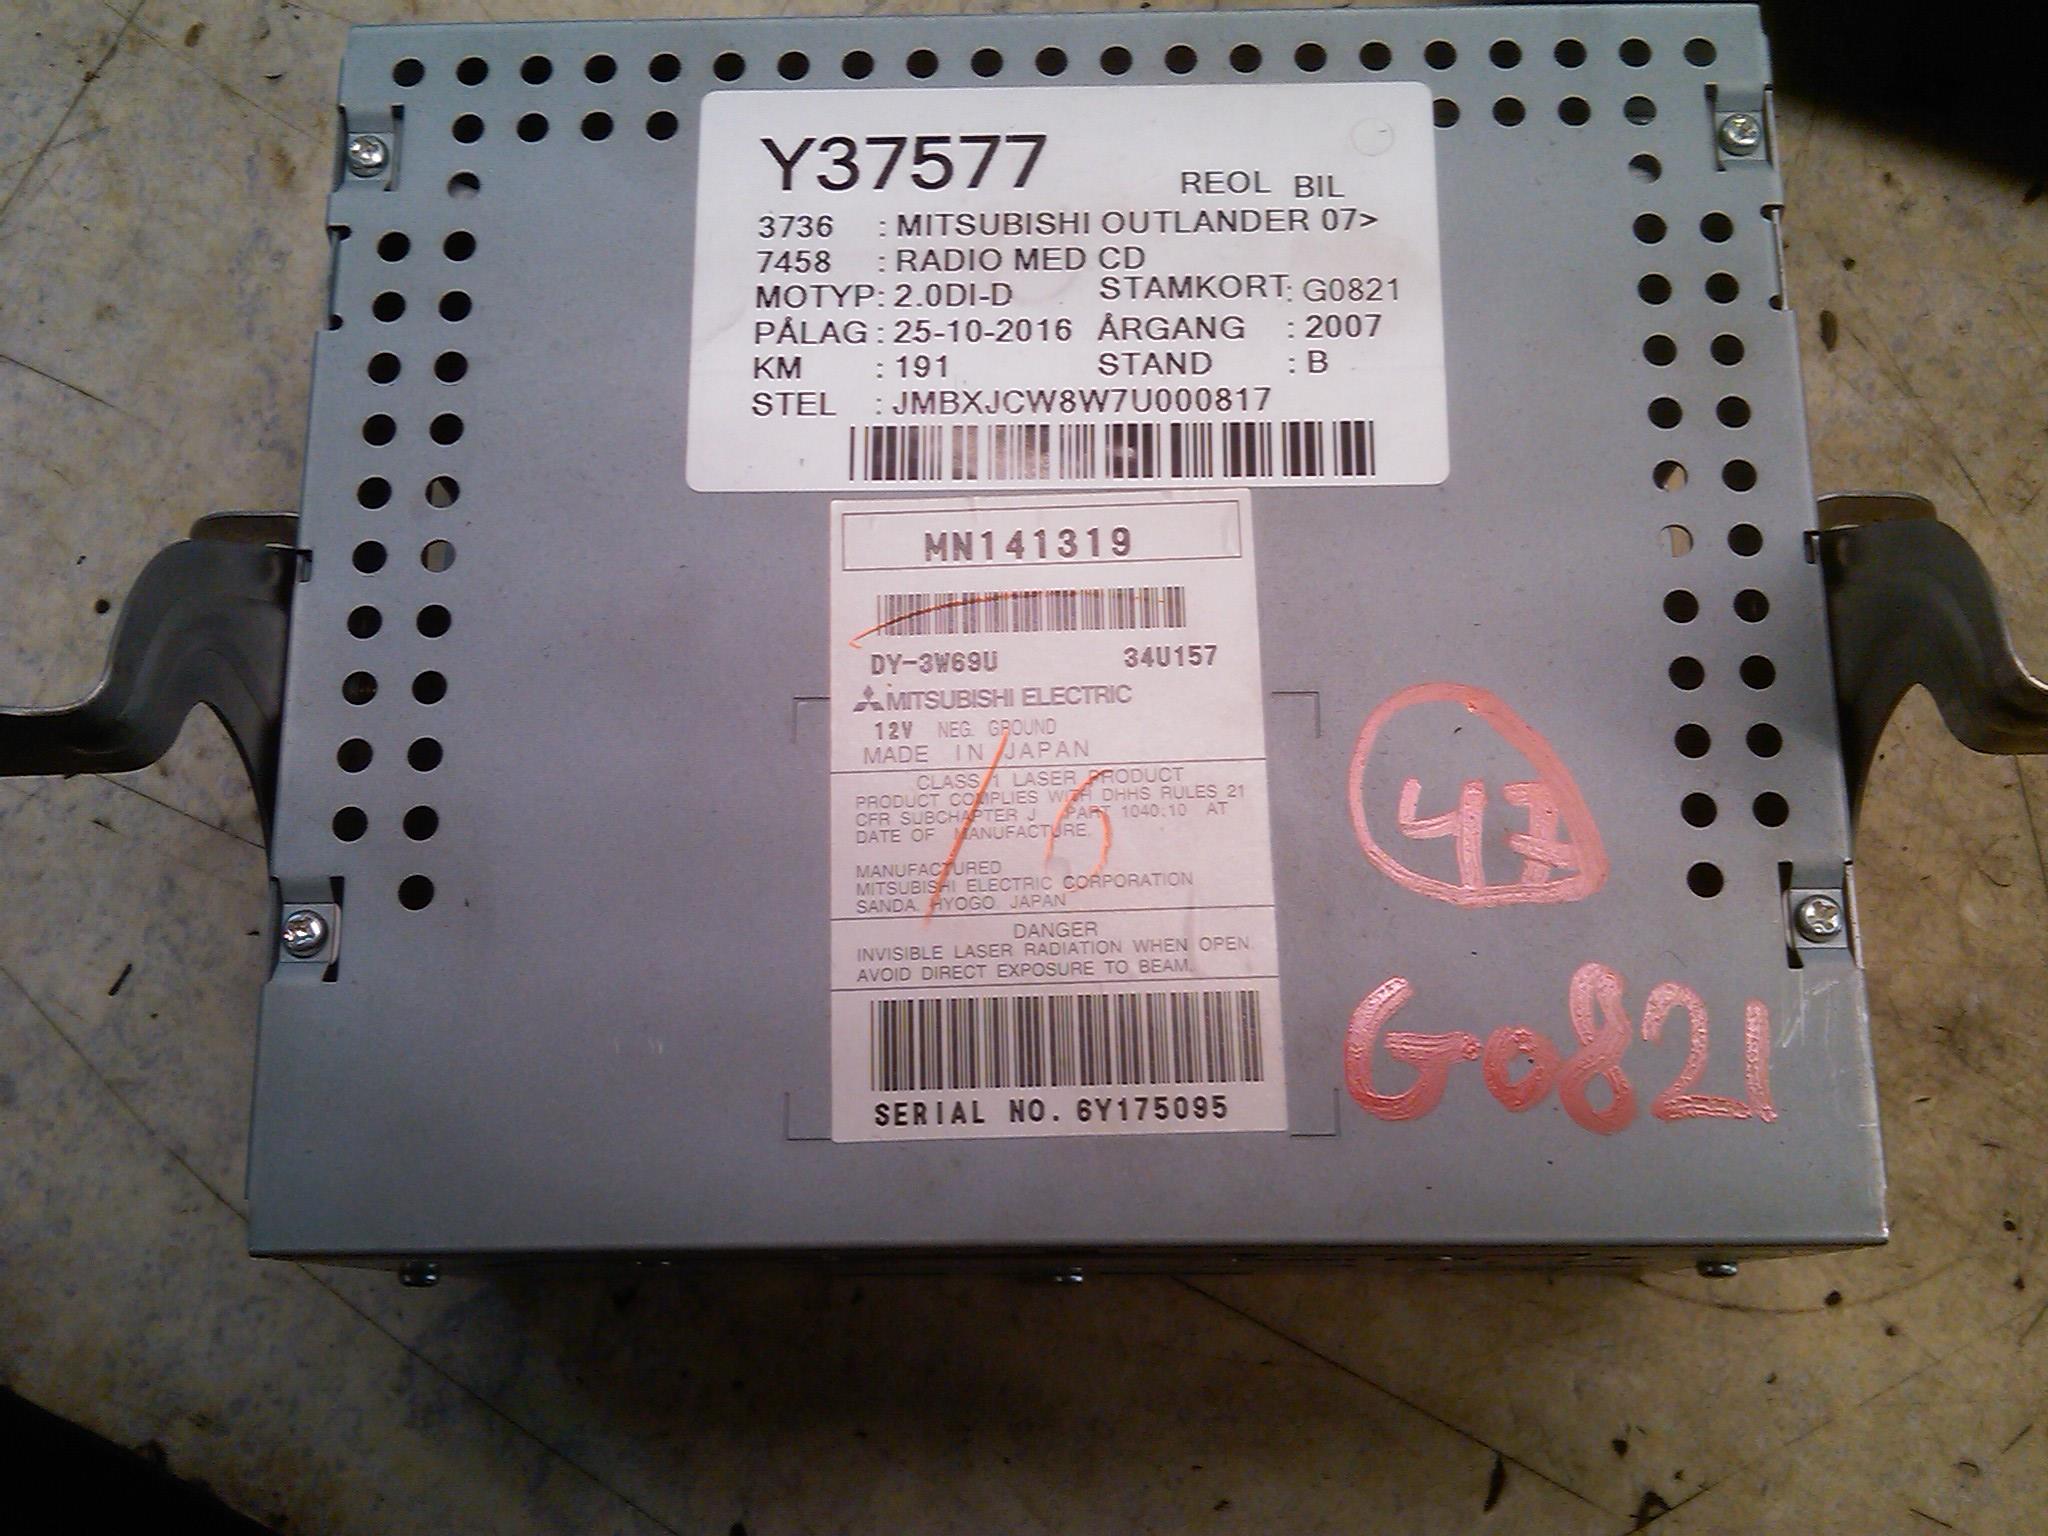 Y37577 REOL BIL
3736 : MITSUBISHI OUTLANDER 07>
7458 : RADIO MED CD
MOTYP: 2.0DI-D STAMKORT: G0821
PÅLAG : 25-10-2016 ÅRGANG : 2007
KM : 191 STAND : B
STEL : JMBXJCW8W7U000817
MN141319
DY-3W69U 34U157
MITSUBISHI ELECTRIC
12V NEG. GROUND
MADE IN JAPAN
CLASS 1 LASER PRODUCT
PRODUCT COMPLIES WITH DHHS RULES 21
CFR SUBCHAPTER J PART 1040.10 AT
DATE OF MANUFACTURE.
MANUFACTURED
MITSUBISHI ELECTRIC CORPORATION
SANDA, HYOGO, JAPAN
DANGER
INVISIBLE LASER RADIATION WHEN OPEN.
AVOID DIRECT EXPOSURE TO BEAM.
SERIAL NO. 6Y175095
47
G0821